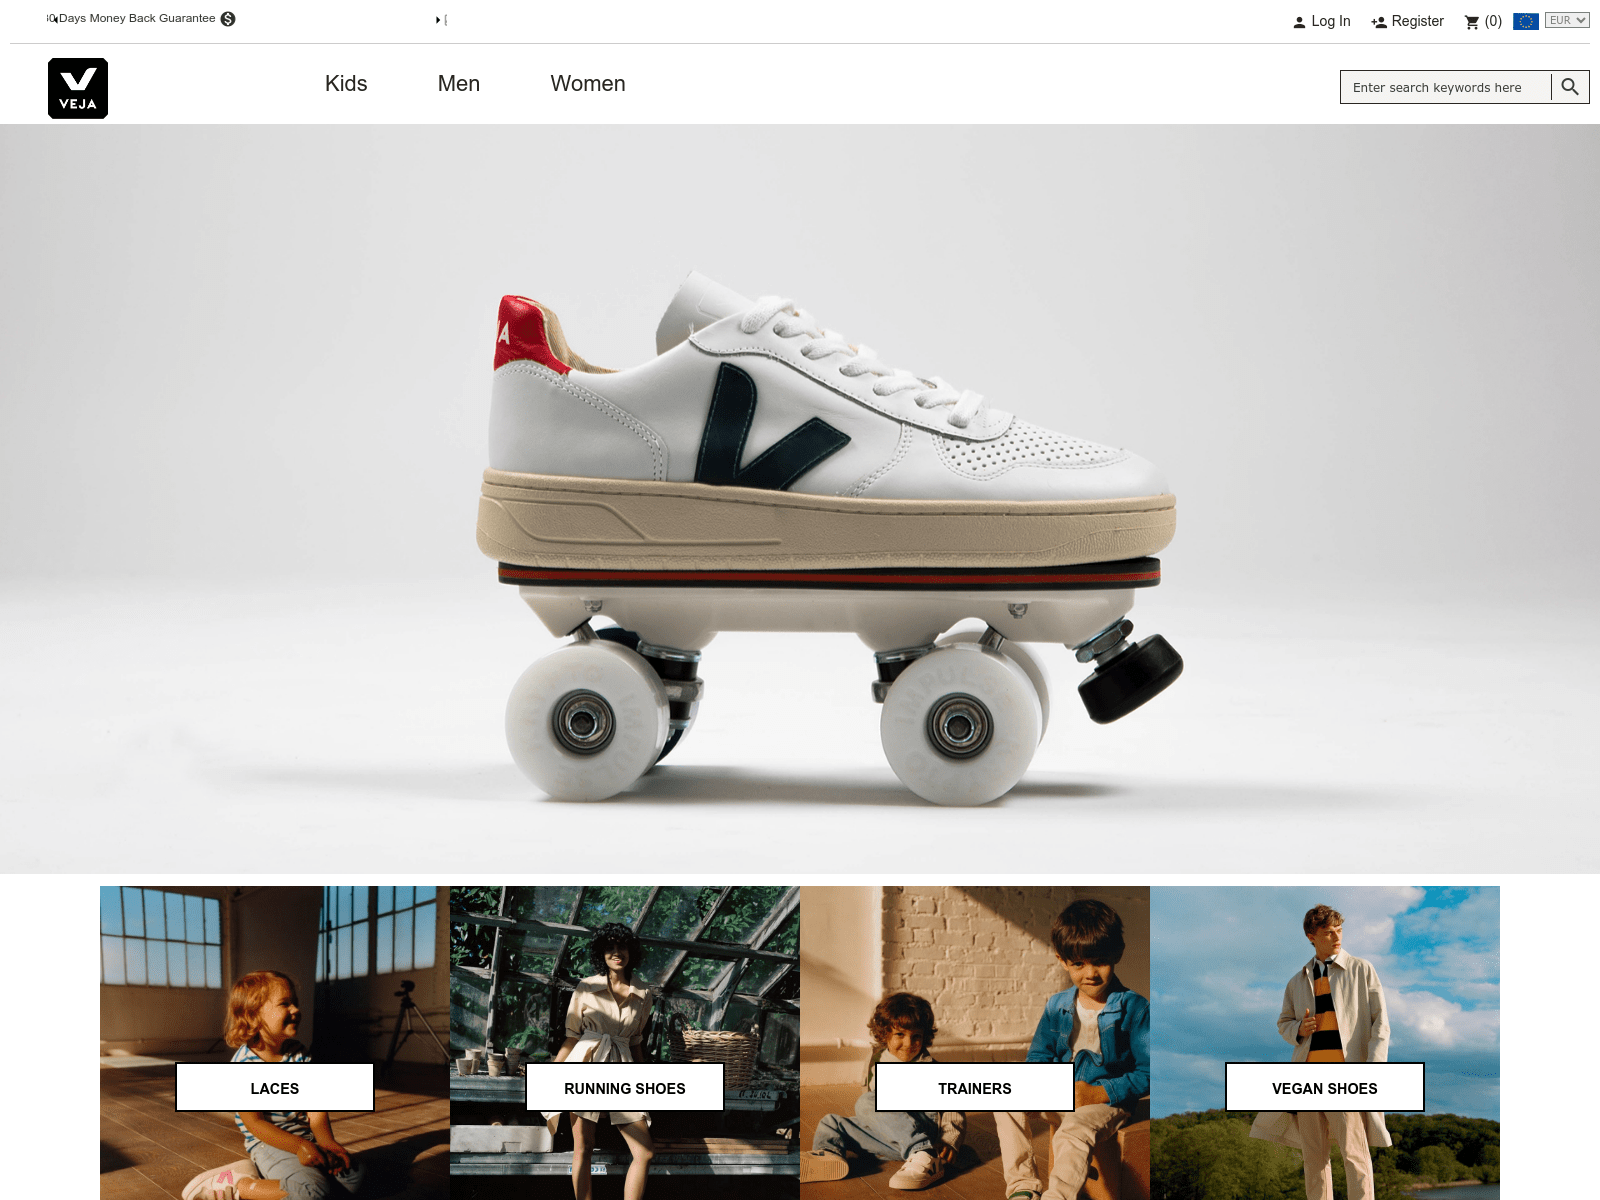 Days Money Back Guarantee
Log In
Register
(0)
EUR
VEJA
Kids
Men
Women
Enter search keywords here
LACES
RUNNING SHOES
TRAINERS
VEGAN SHOES